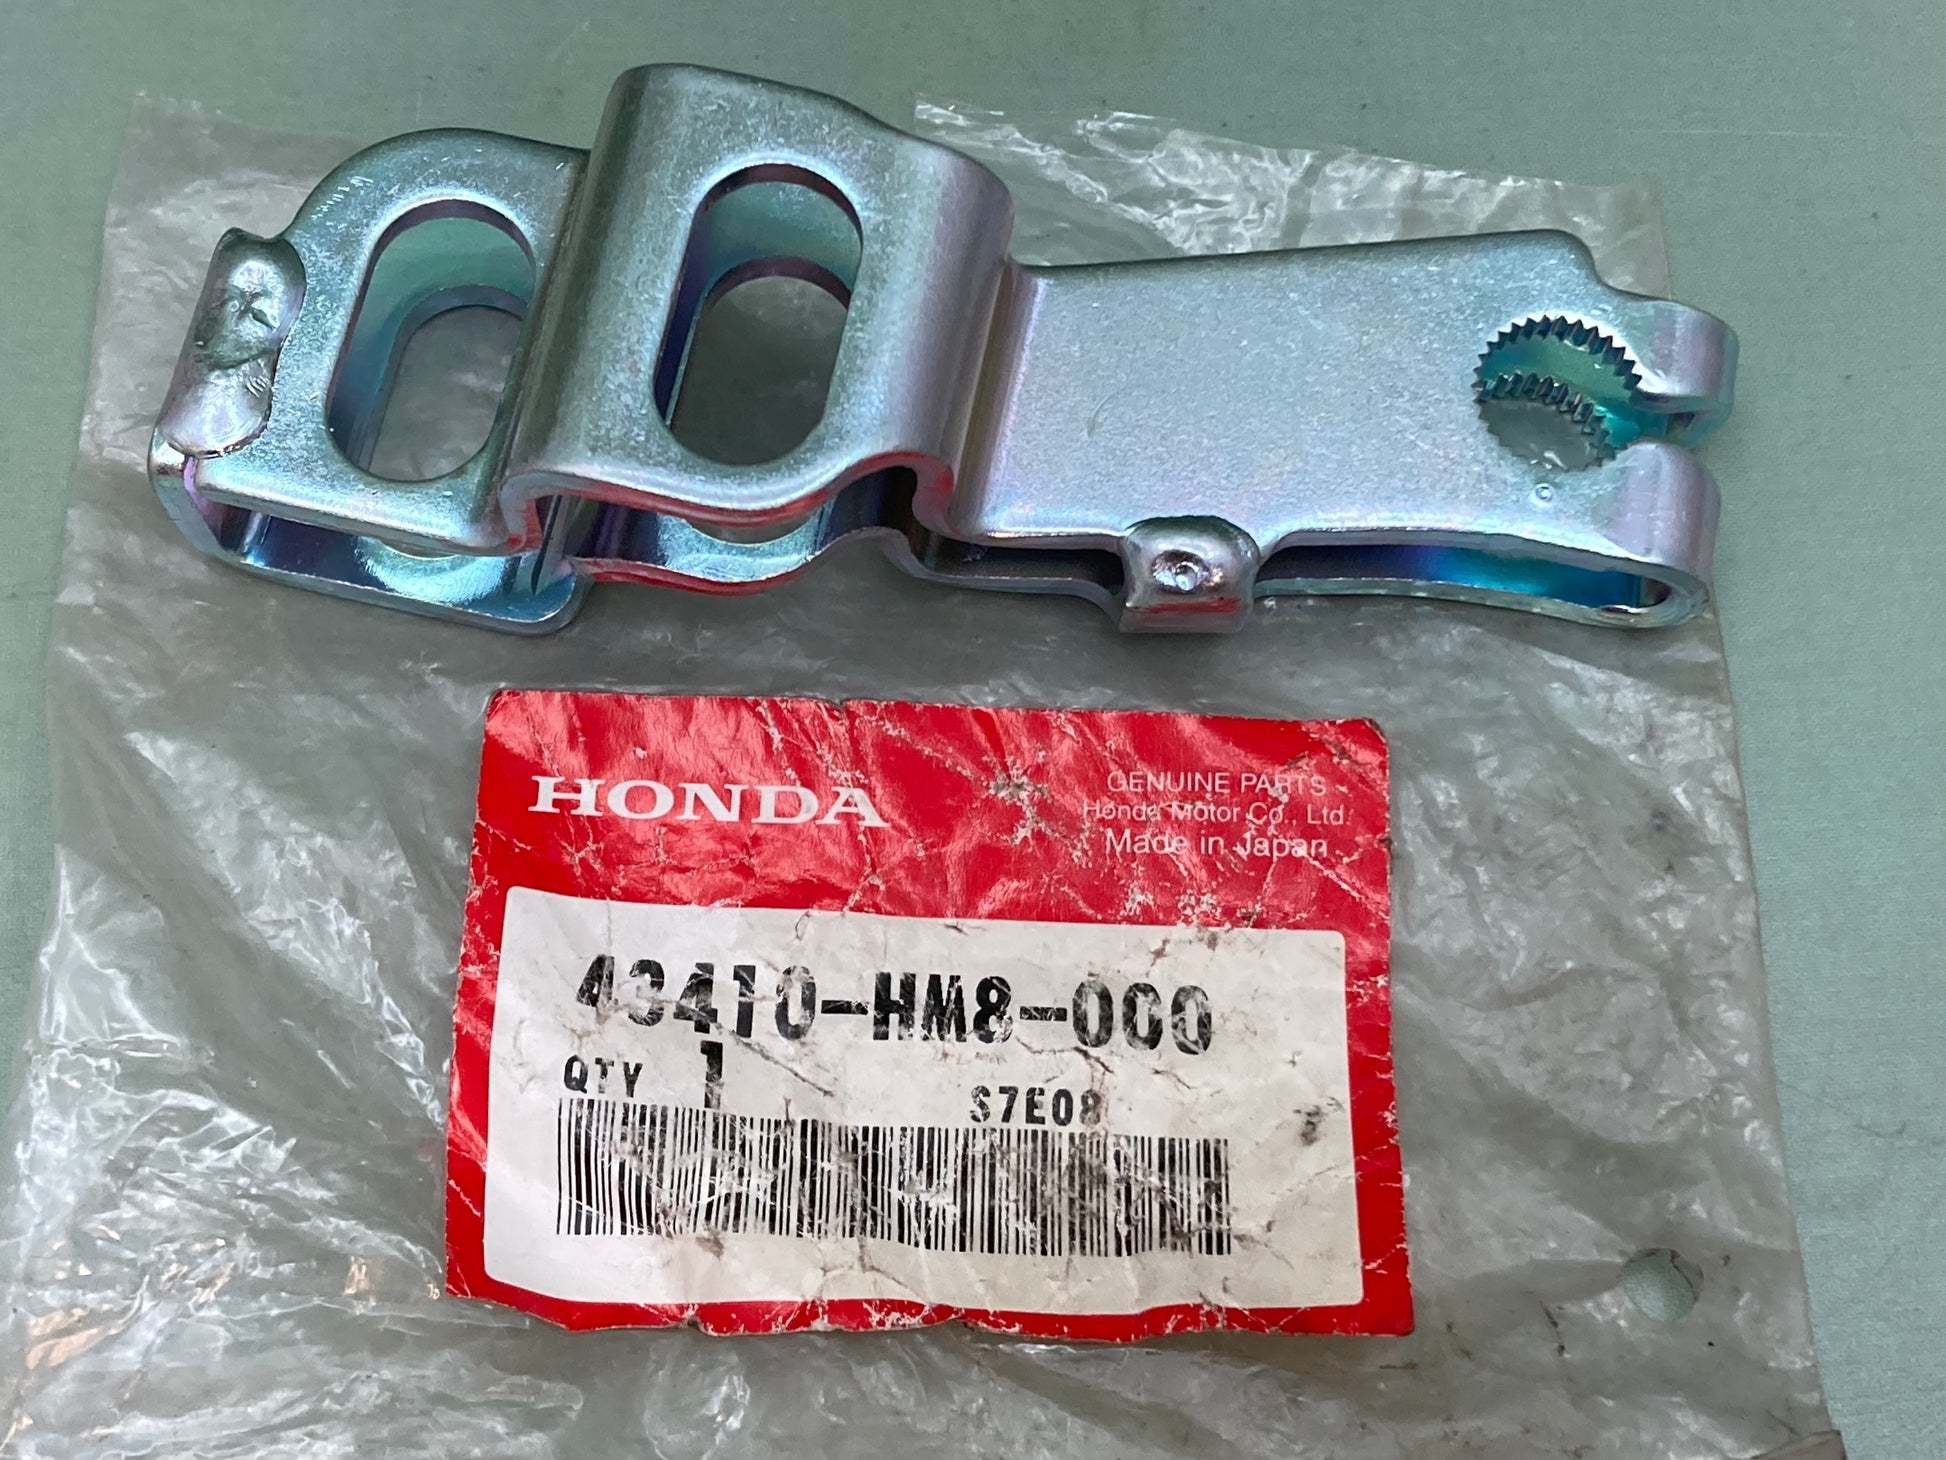 HONDA
GENUINE PARTS
Honda Motor Co., Ltd.
Made in Japan
43410-HM8-000
QTY 1
S7E08